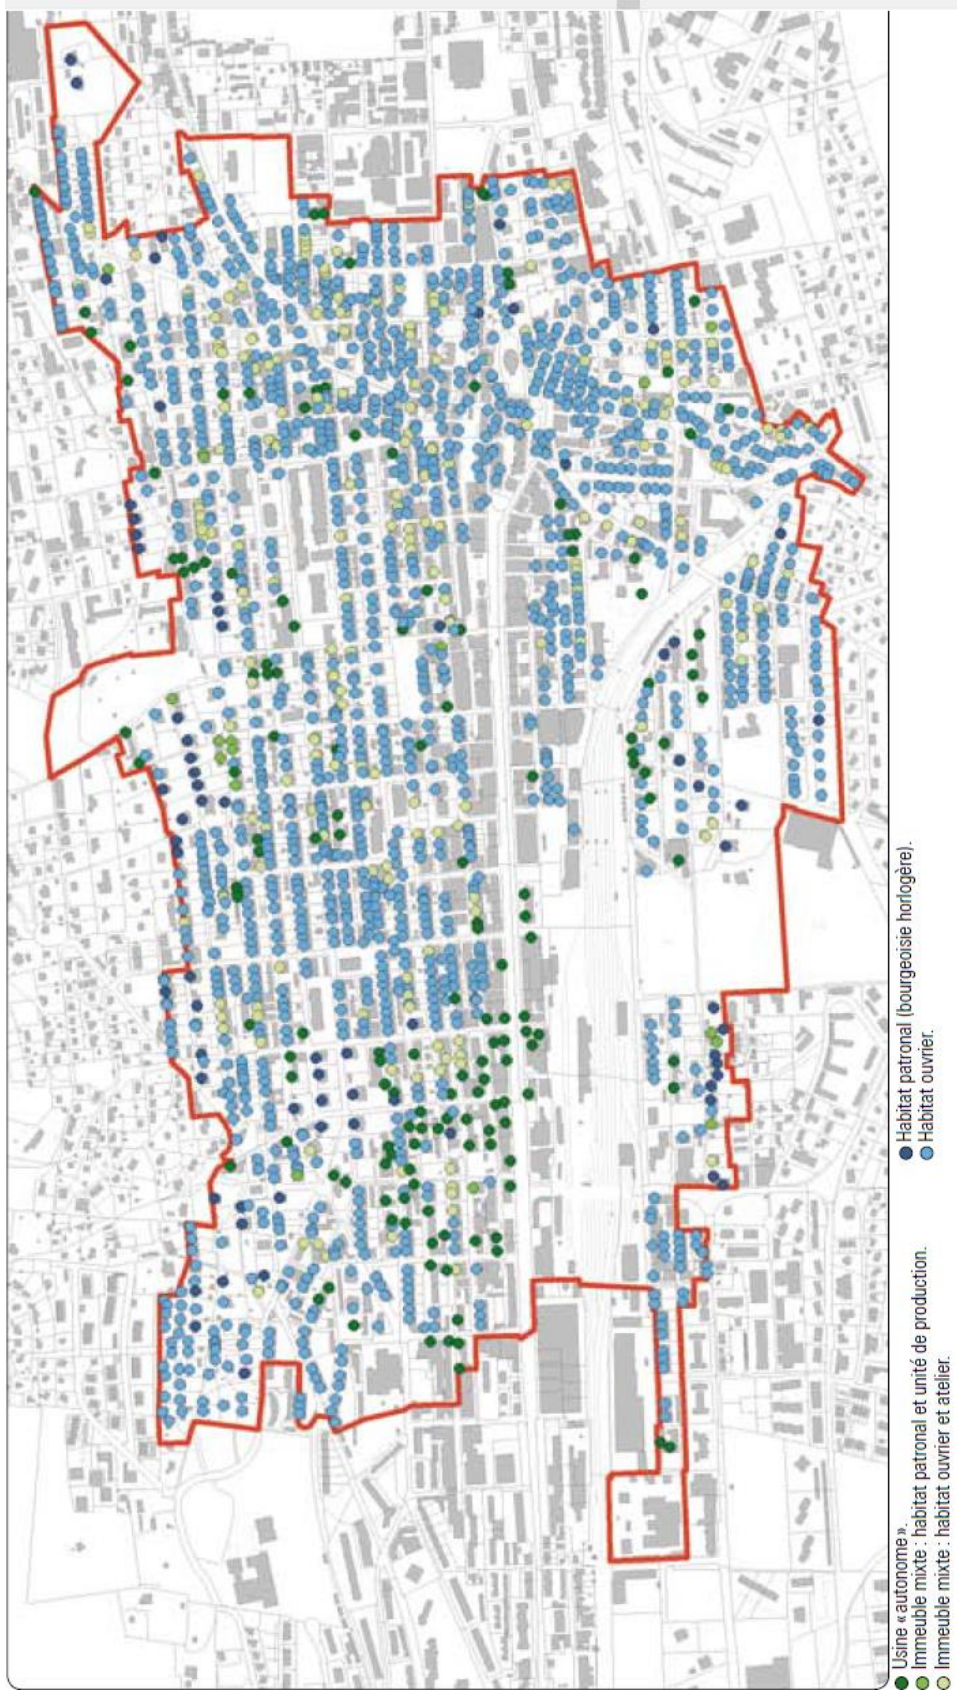 Usine « autonome ».
Immeuble mixte : habitat patronal et unité de production.
Immeuble mixte : habitat ouvrier et atelier.
Habitat patronal (bourgeoisie horlogère).
Habitat ouvrier.